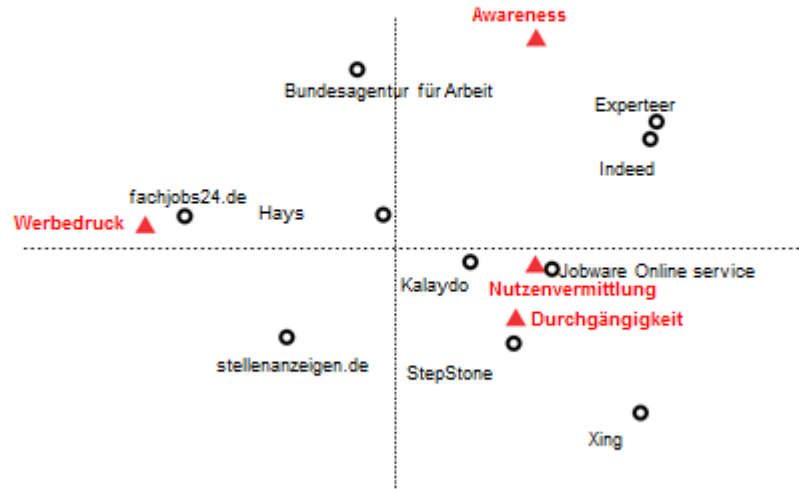 Awareness
Bundesagentur für Arbeit
Experteer
Indeed
fachjobs24.de
Hays
Werbedruck
Kalaydo
Jobware Online service
Nutzenvermittlung
Durchgängigkeit
stellenanzeigen.de
StepStone
Xing